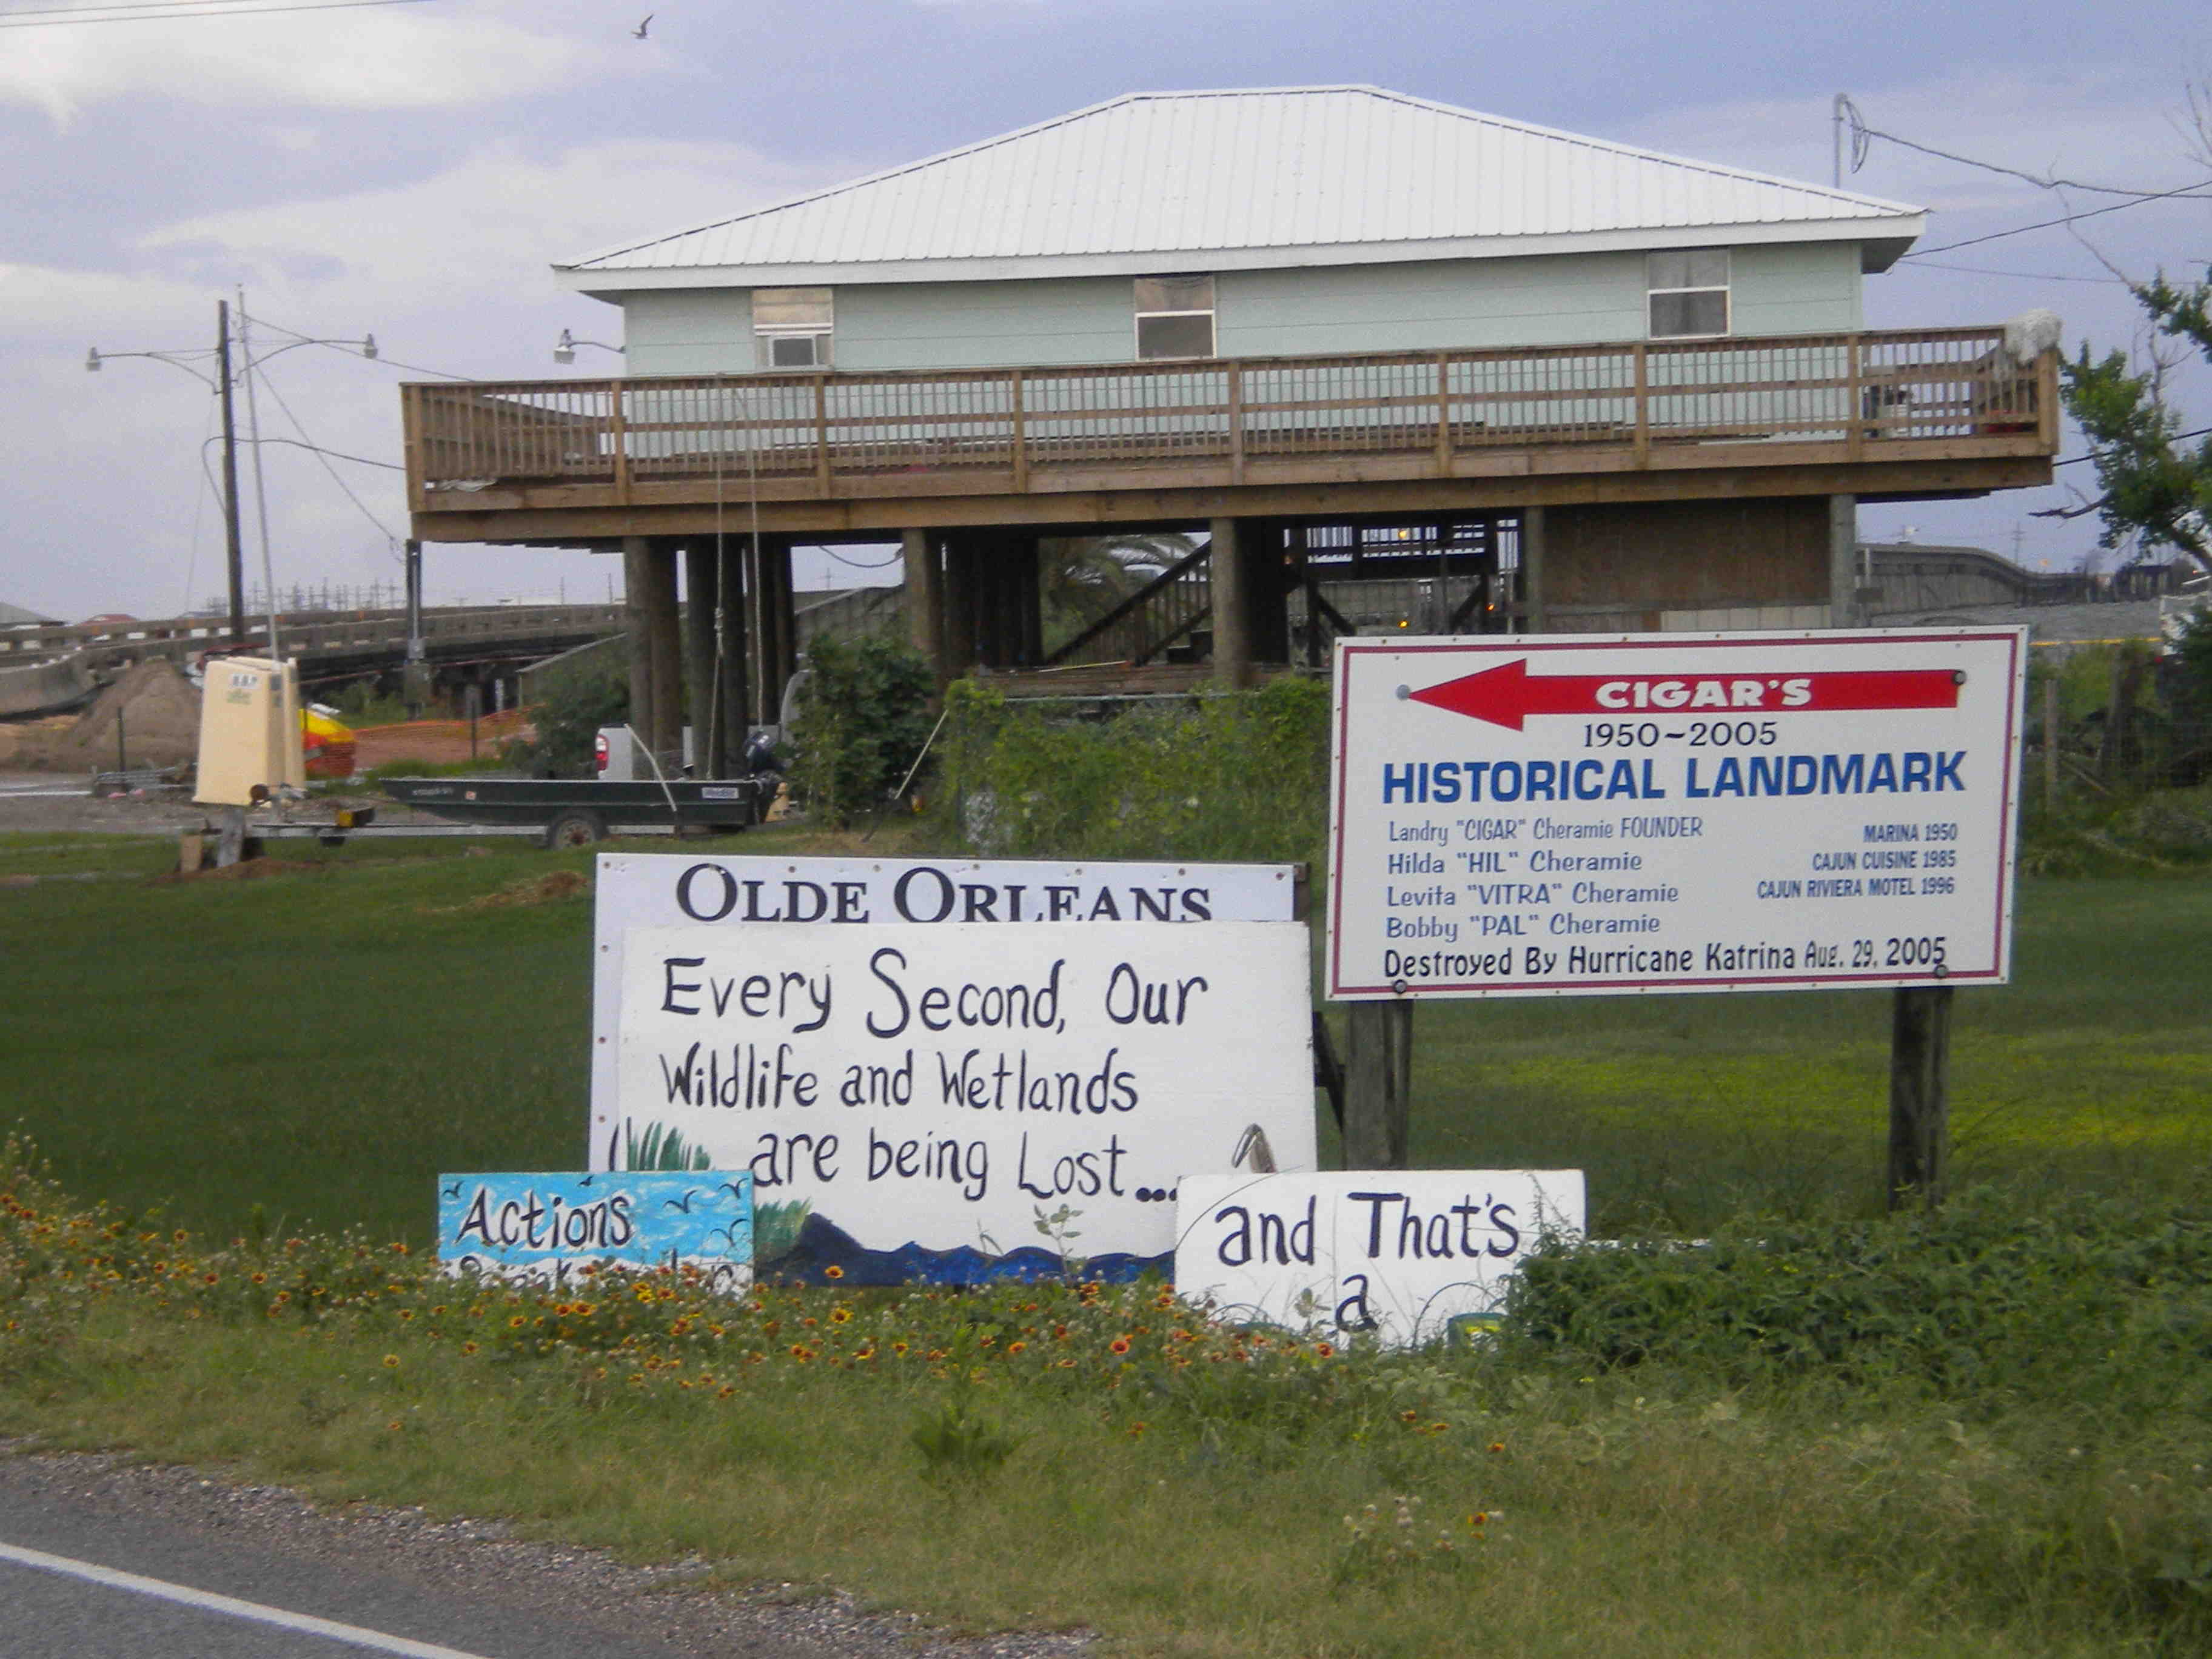 CIGAR'S
1950~2005
HISTORICAL LANDMARK
Landry "CIGAR" Cheramie FOUNDER
Hilda "HIL" Cheramie
Levita "VITRA" Cheramie
Bobby "PAL" Cheramie
MARINA 1950
CAJUN CUISINE 1985
CAJUN RIVIERA MOTEL 1996
Destroyed By Hurricane Katrina Aug. 29, 2005
OLDE ORLEANS
Every Second, Our
Wildlife and Wetlands
are being Lost...
Actions
and That's
a